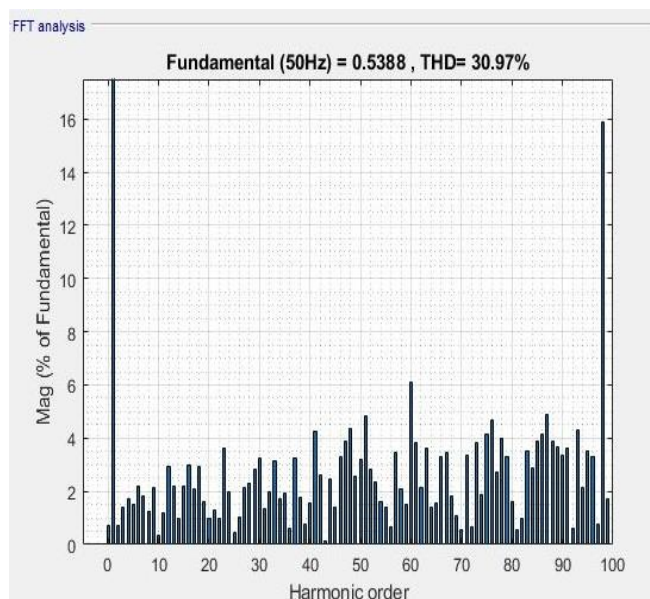 FFT analysis
Fundamental (50Hz) = 0.5388 , THD= 30.97%
Mag (% of Fundamental)
16
14
12
10
8
6
4
2
0
0 10 20 30 40 50 60 70 80 90 100
Harmonic order